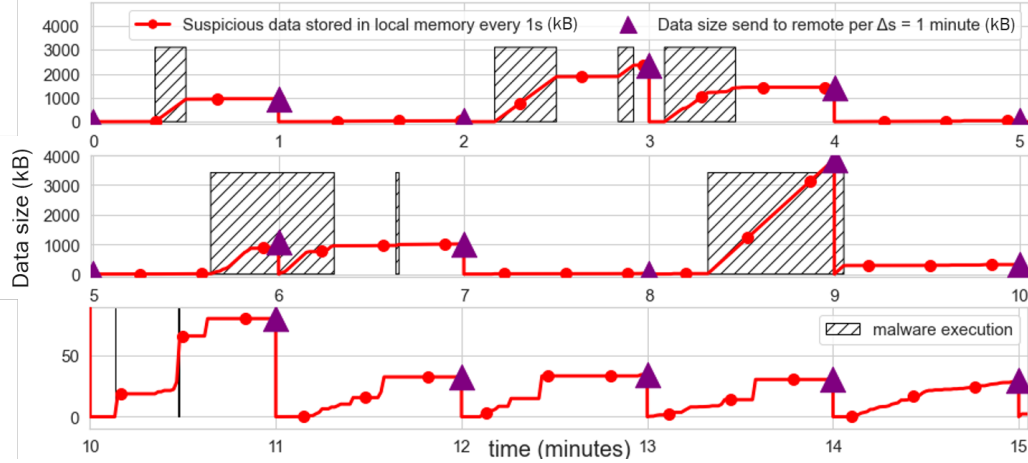 Suspicious data stored in local memory every 1s (kB)
Data size send to remote per Δs = 1 minute (kB)
4000
3000
2000
1000
0
0 1 2 3 4 5
Data size (kB)
4000
3000
2000
1000
0
5 6 7 8 9 10
malware execution
50
0
10 11 12 13 14 15
time (minutes)